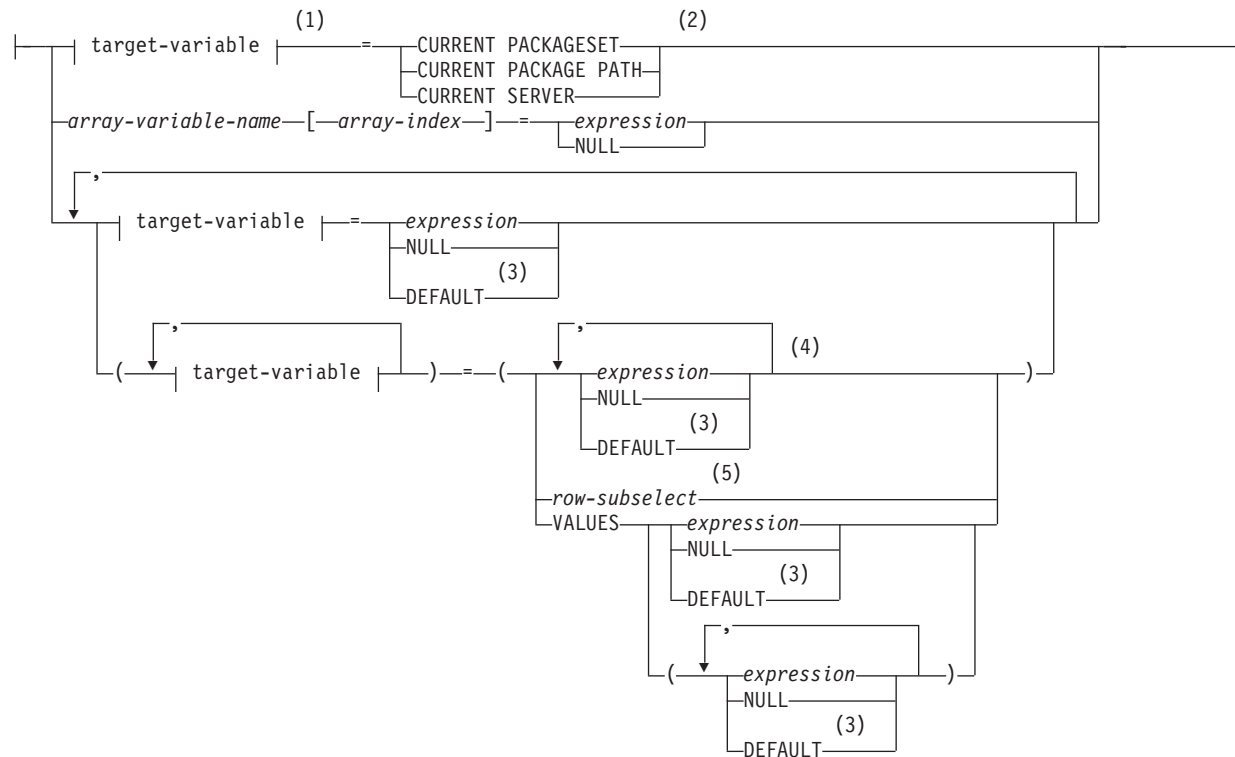 (1) (2)
target-variable = CURRENT PACKAGESET
CURRENT PACKAGE PATH
CURRENT SERVER
array-variable-name [ array-index ] = expression
NULL
,
target-variable = expression
NULL
(3)
DEFAULT
, ,
(4)
( target-variable ) = ( expression )
NULL
(3)
DEFAULT
(5)
row-subselect
VALUES expression
NULL
(3)
DEFAULT
,
( expression )
NULL
(3)
DEFAULT